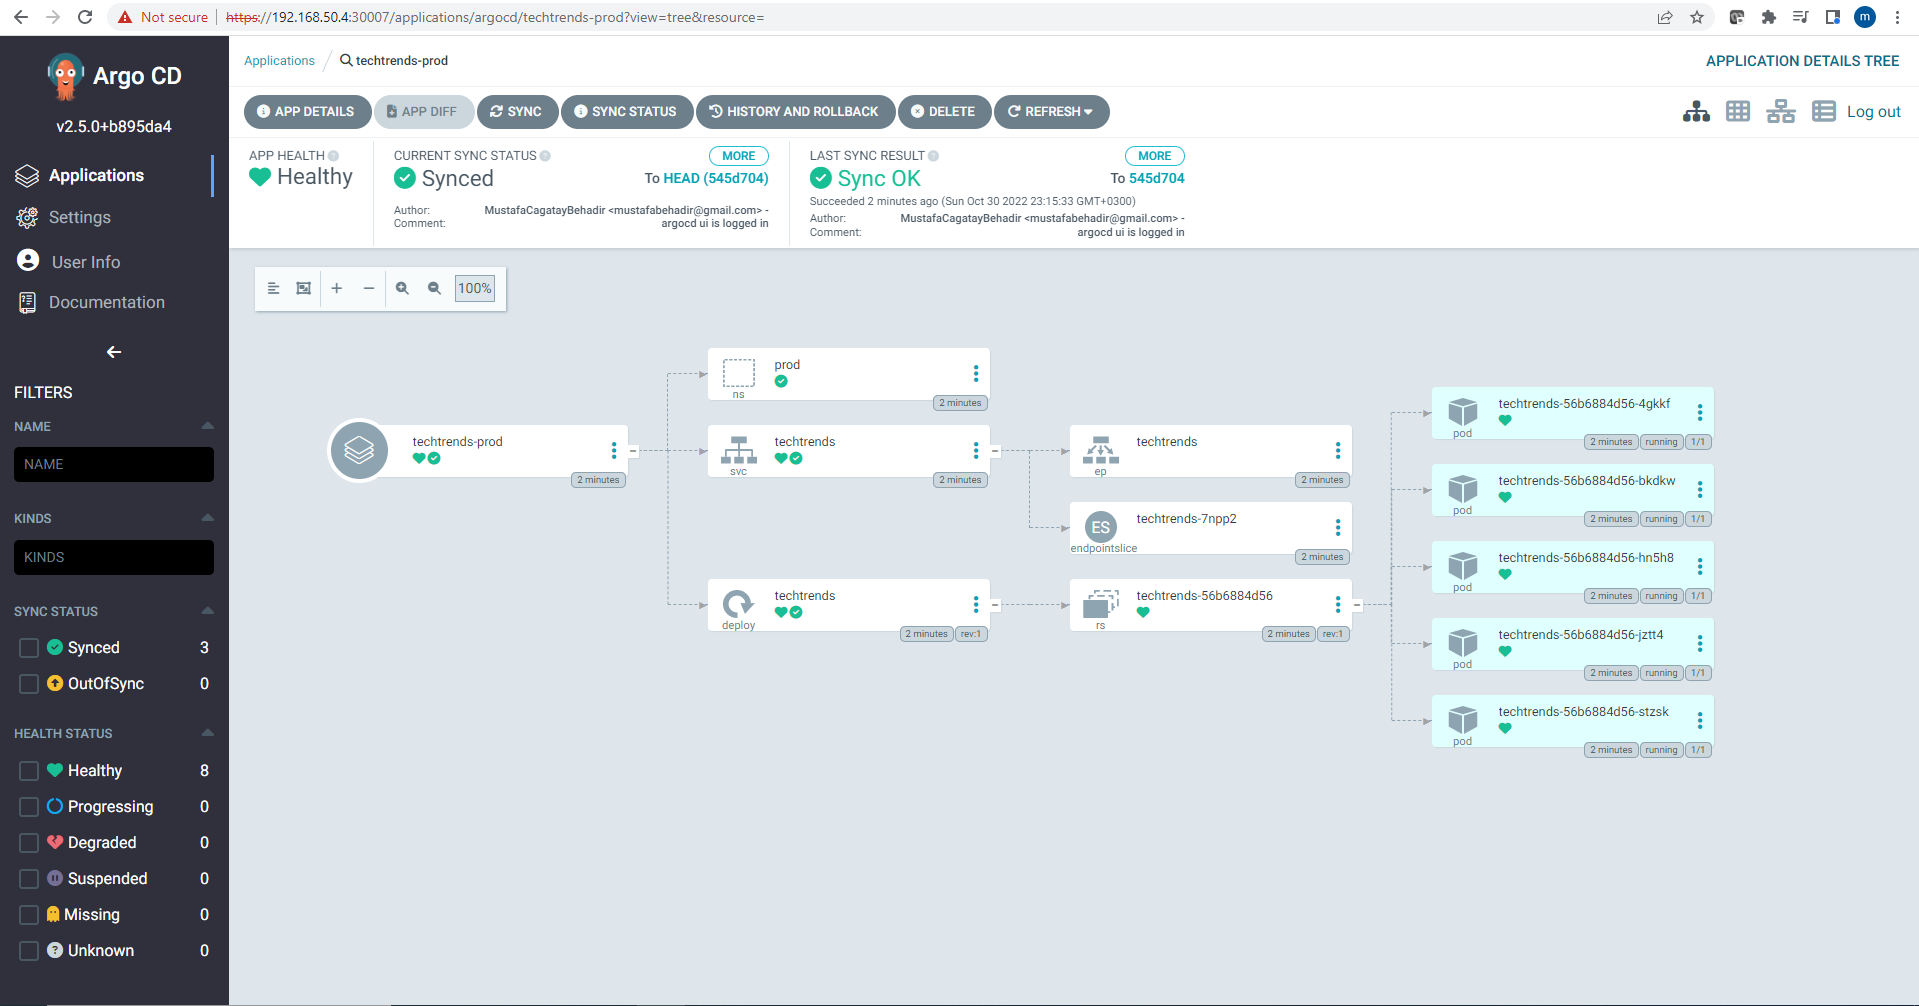 Not secure
https://192.168.50.4:30007/applications/argocd/techtrends-prod?view=tree&resource=
m
Argo CD
v2.5.0+b895da4
Applications
Settings
User Info
Documentation
FILTERS
NAME
NAME
KINDS
KINDS
SYNC STATUS
Synced 3
OutOfSync 0
HEALTH STATUS
Healthy 8
Progressing 0
Degraded 0
Suspended 0
Missing 0
Unknown 0
Applications / techtrends-prod
APPLICATION DETAILS TREE
APP DETAILS
APP DIFF
SYNC
SYNC STATUS
HISTORY AND ROLLBACK
DELETE
REFRESH
Log out
APP HEALTH
Healthy
CURRENT SYNC STATUS
MORE
Synced
To HEAD (545d704)
Author: MustafaCagatayBehadir <mustafabehadir@gmail.com> -
Comment: argocd ui is logged in
LAST SYNC RESULT
MORE
Sync OK
To 545d704
Succeeded 2 minutes ago (Sun Oct 30 2022 23:15:33 GMT+0300)
Author: MustafaCagatayBehadir <mustafabehadir@gmail.com> -
Comment: argocd ui is logged in
100%
techtrends-prod
2 minutes
prod
ns
2 minutes
techtrends
svc
2 minutes
techtrends
deploy
2 minutes rev:1
techtrends
ep
2 minutes
ES
techtrends-7npp2
endpointslice
2 minutes
techtrends-56b6884d56
rs
2 minutes rev:1
techtrends-56b6884d56-4gkkf
pod
2 minutes running 1/1
techtrends-56b6884d56-bkdkw
pod
2 minutes running 1/1
techtrends-56b6884d56-hn5h8
pod
2 minutes running 1/1
techtrends-56b6884d56-jztt4
pod
2 minutes running 1/1
techtrends-56b6884d56-stzsk
pod
2 minutes running 1/1